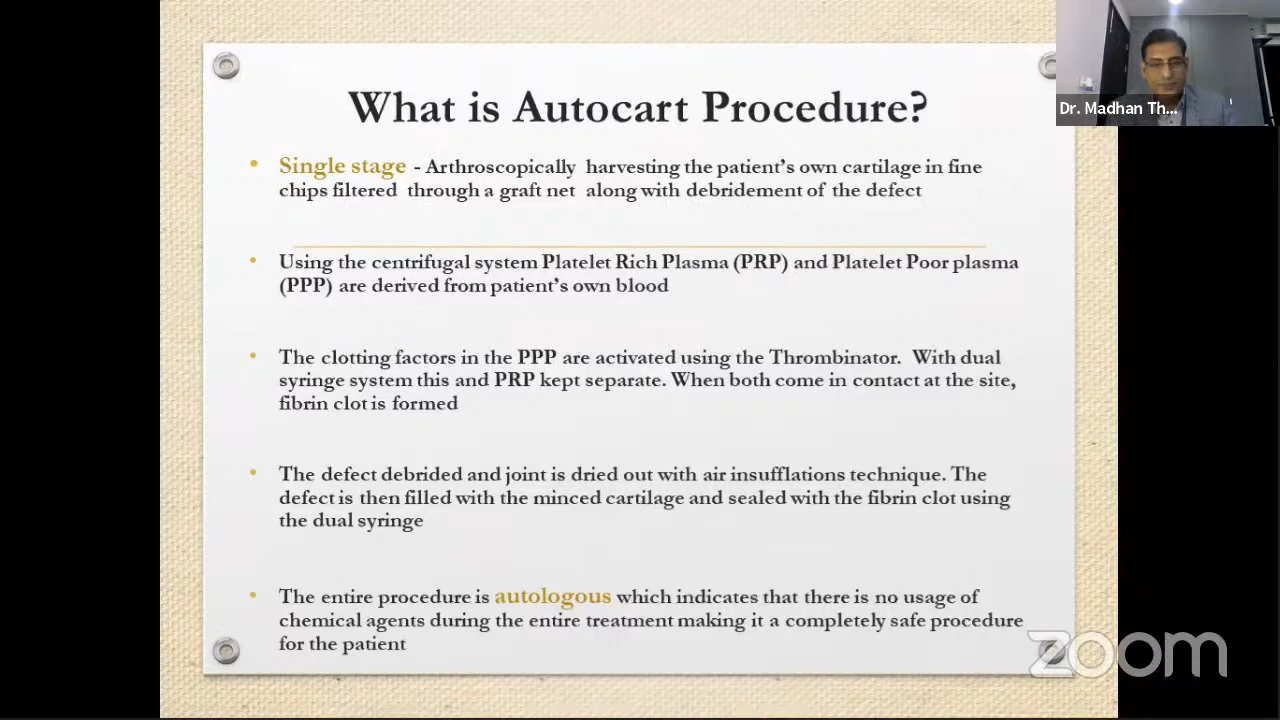 What is Autocart Procedure?
Dr. Madhan Th...
• Single stage - Arthroscopically harvesting the patient's own cartilage in fine
chips filtered through a graft net along with debridement of the defect
• Using the centrifugal system Platelet Rich Plasma (PRP) and Platelet Poor plasma
(PPP) are derived from patient's own blood
• The clotting factors in the PPP are activated using the Thrombinator. With dual
syringe system this and PRP kept separate. When both come in contact at the site,
fibrin clot is formed
• The defect debrided and joint is dried out with air insufflations technique. The
defect is then filled with the minced cartilage and sealed with the fibrin clot using
the dual syringe
• The entire procedure is autologous which indicates that there is no usage of
chemical agents during the entire treatment making it a completely safe procedure
for the patient
zoom